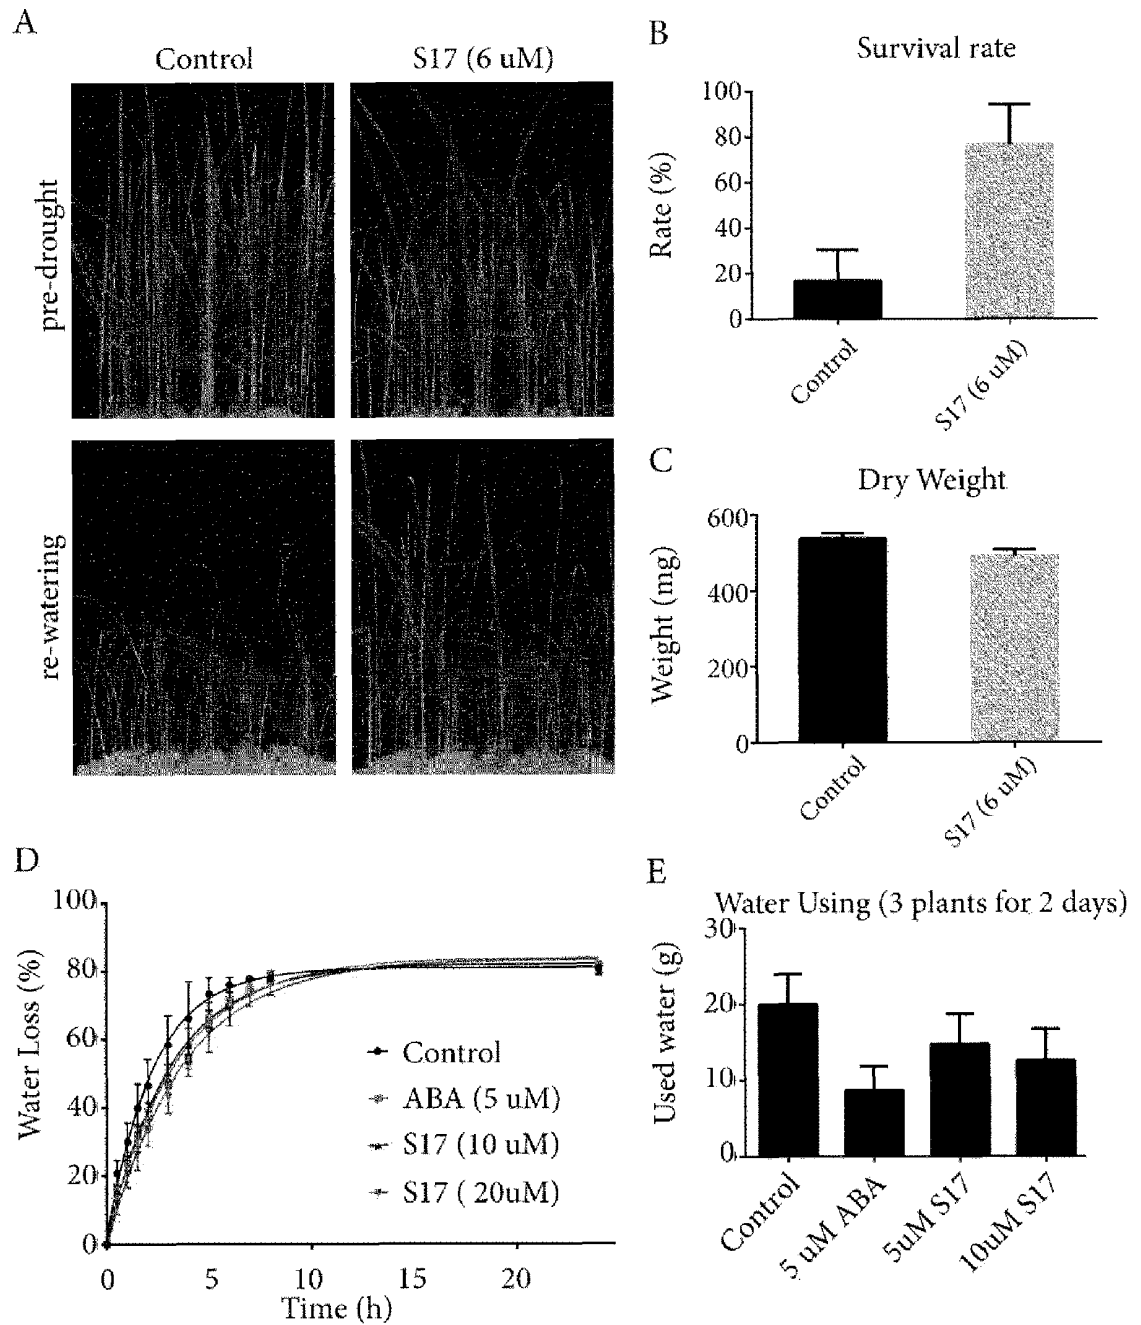 A
Control
S17 (6 uM)
pre-drought
re-watering
B
Survival rate
Rate (%)
100
80
60
40
20
0
Control
S17 (6 uM)
C
Dry Weight
Weight (mg)
600
400
200
0
Control
S17 (6 uM)
D
Water Loss (%)
100
80
60
40
20
0
Control
ABA (5 uM)
S17 (10 uM)
S17 ( 20uM)
0 5 10 15 20
Time (h)
E
Water Using (3 plants for 2 days)
Used water (g)
30
20
10
0
Control
5 uM ABA
5uM S17
10uM S17